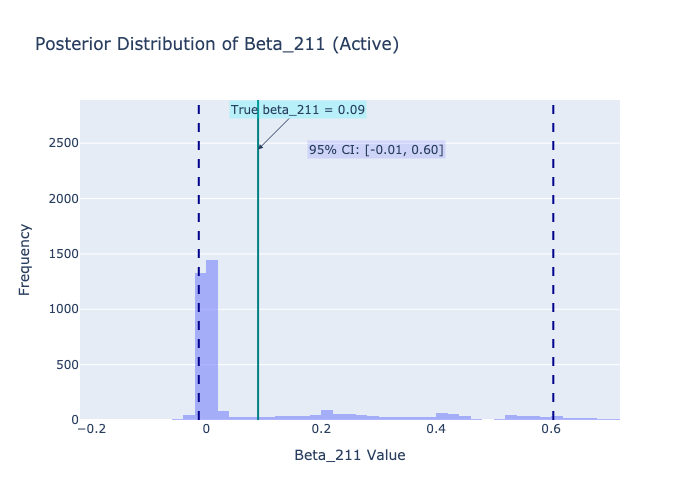 Posterior Distribution of Beta_211 (Active)
True beta_211 = 0.09
95% CI: [-0.01, 0.60]
2500
2000
1500
1000
500
0
Frequency
−0.2
0
0.2
0.4
0.6
Beta_211 Value